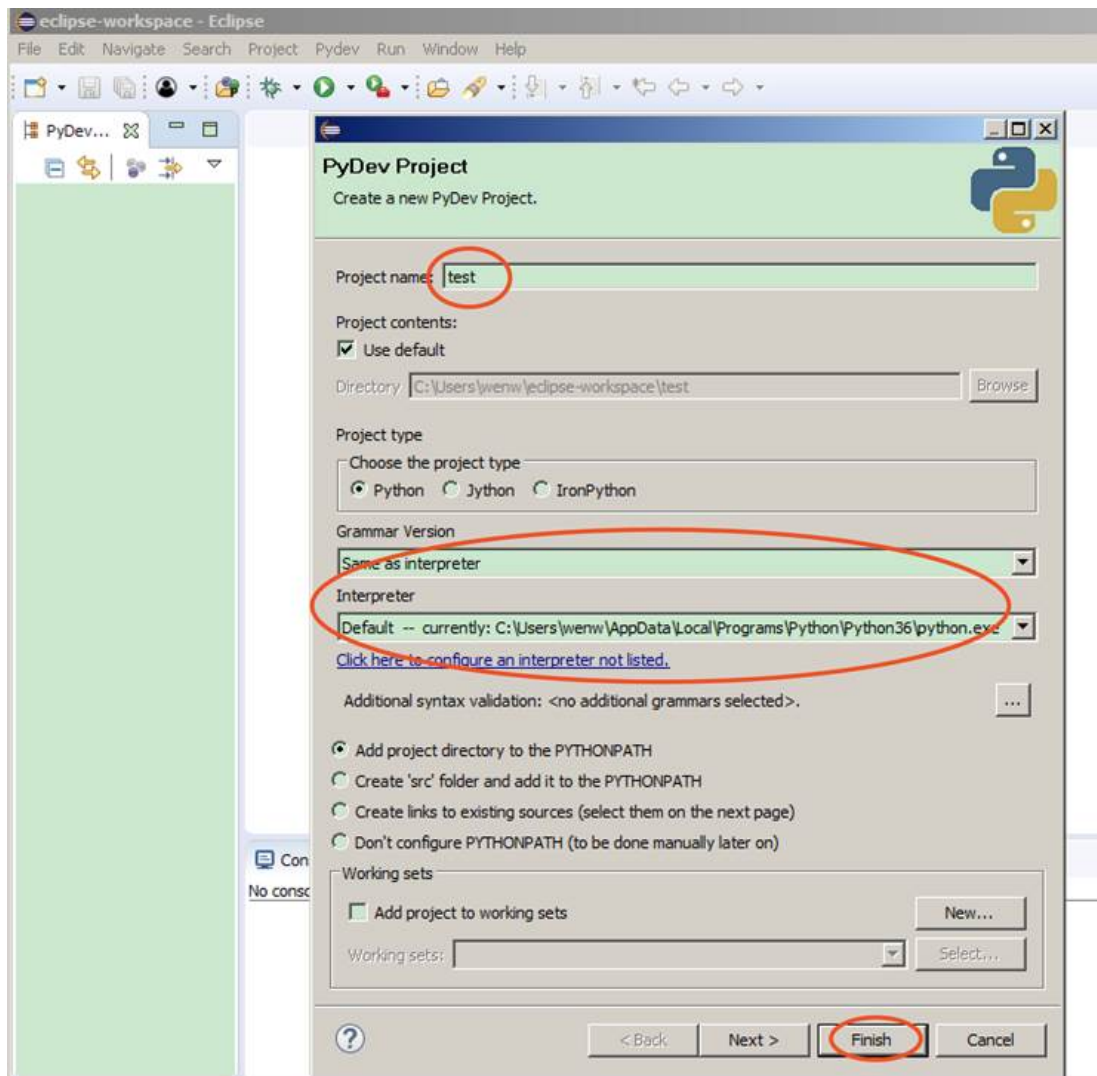 eclipse-workspace - Eclipse
File Edit Navigate Search Project Pydev Run Window Help
PyDev...
PyDev Project
Create a new PyDev Project.
Project name: test
Project contents:
Use default
Directory C:\Users\wenw\eclipse-workspace\test Browse
Project type
Choose the project type
Python Jython IronPython
Grammar Version
Same as interpreter
Interpreter
Default -- currently: C:\Users\wenw\AppData\Local\Programs\Python\Python36\python.exe
Click here to configure an interpreter not listed.
Additional syntax validation: <no additional grammars selected>. ...
Add project directory to the PYTHONPATH
Create 'src' folder and add it to the PYTHONPATH
Create links to existing sources (select them on the next page)
Don't configure PYTHONPATH (to be done manually later on)
Con
Working sets
No consc
Add project to working sets New...
Working sets: Select...
? < Back Next > Finish Cancel